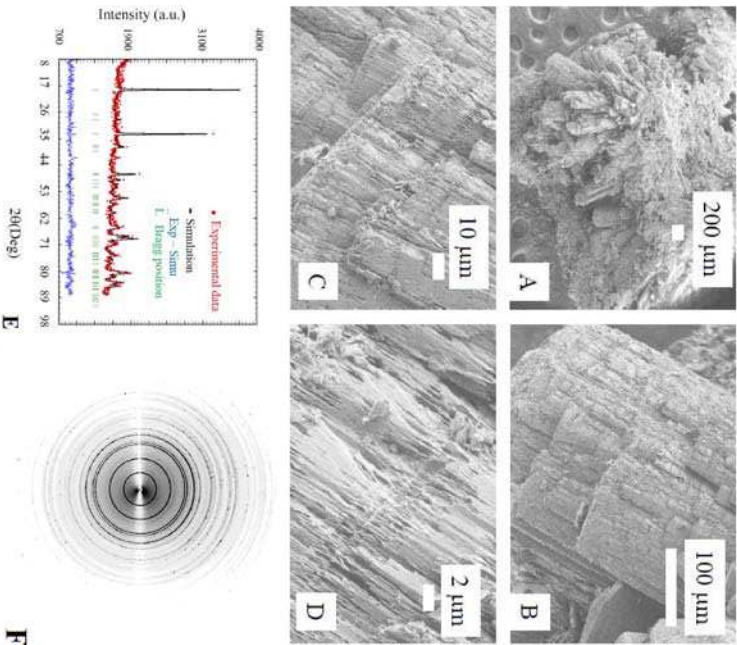 200 μm
A
100 μm
B
10 μm
C
2 μm
D
Intensity (a.u.)
4000
3100
1900
700
8
17
26
35
44
53
62
71
80
89
98
2θ(Deg)
Experimental data
Simulation
Exp – Simu
Bragg position
E
F